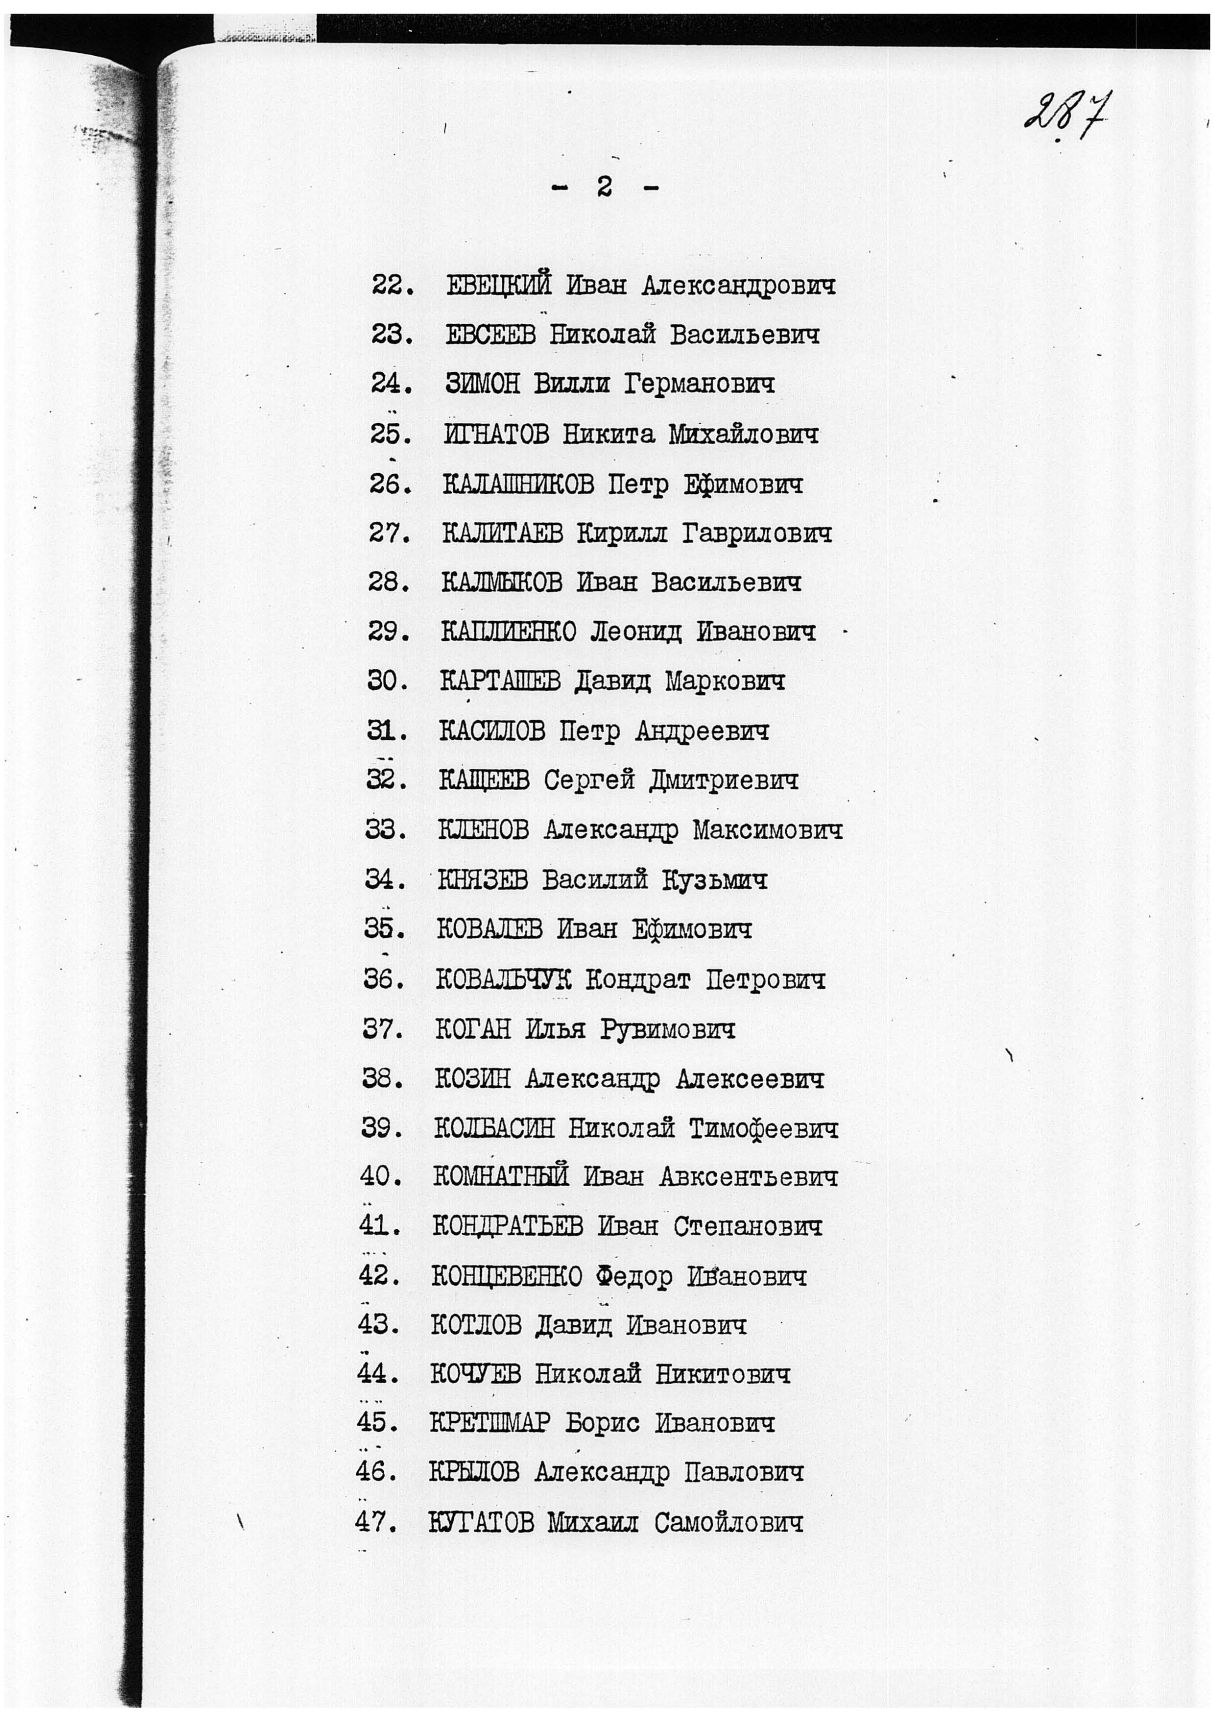 287
- 2 -
22. ЕВЕЦКИЙ Иван Александрович
23. ЕВСЕЕВ Николай Васильевич
24. ЗИМОН Вилли Германович
25. ИГНАТОВ Никита Михайлович
26. КАЛАШНИКОВ Петр Ефимович
27. КАЛИТАЕВ Кирилл Гаврилович
28. КАЛМЫКОВ Иван Васильевич
29. КАПЛИЕНКО Леонид Иванович
30. КАРТАШЕВ Давид Маркович
31. КАСИЛОВ Петр Андреевич
32. КАЩЕЕВ Сергей Дмитриевич
33. КЛЕНОВ Александр Максимович
34. КНЯЗЕВ Василий Кузьмич
35. КОВАЛЕВ Иван Ефимович
36. КОВАЛЬЧУК Кондрат Петрович
37. КОГАН Илья Рувимович
38. КОЗИН Александр Алексеевич
39. КОЛБАСИН Николай Тимофеевич
40. КОМНАТНЫЙ Иван Авксентьевич
41. КОНДРАТЬЕВ Иван Степанович
42. КОНЦЕВЕНКО Федор Иванович
43. КОТЛОВ Давид Иванович
44. КОЧУЕВ Николай Никитович
45. КРЕТШМАР Борис Иванович
46. КРЫЛОВ Александр Павлович
47. КУГАТОВ Михаил Самойлович